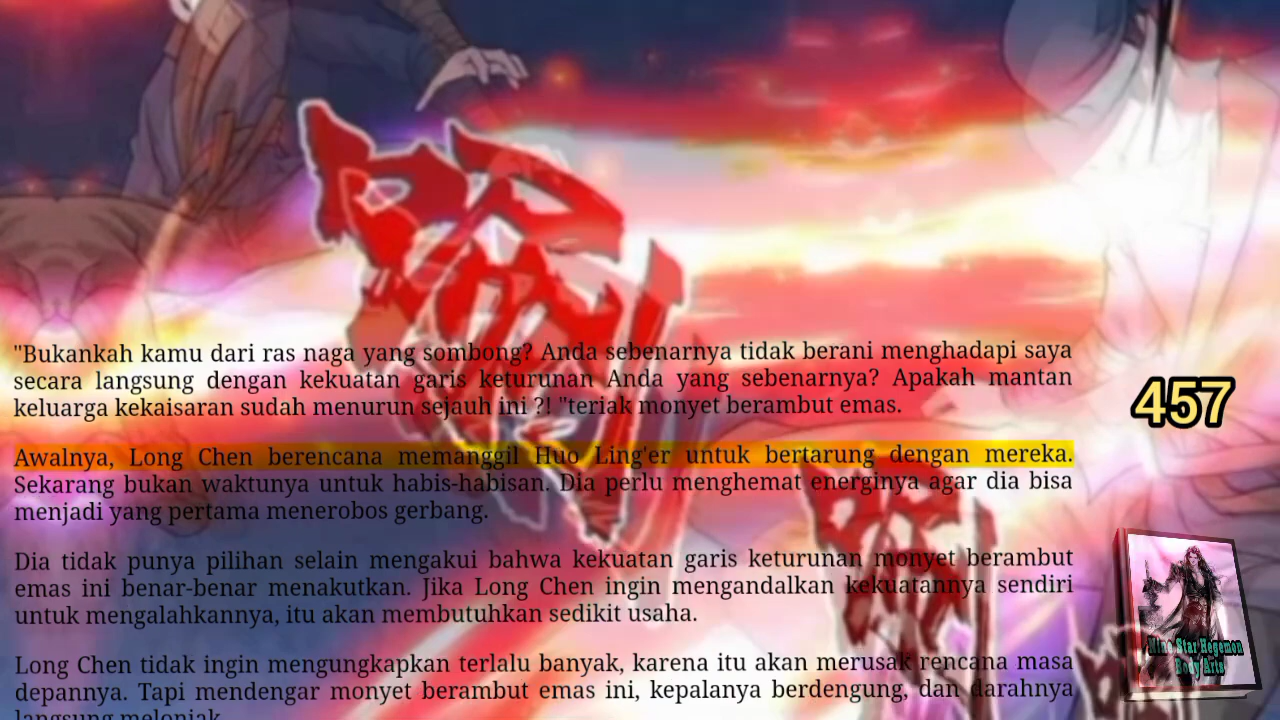 "Bukankah kamu dari ras naga yang sombong? Anda sebenarnya tidak berani menghadapi saya
secara langsung dengan kekuatan garis keturunan Anda yang sebenarnya? Apakah mantan
keluarga kekaisaran sudah menurun sejauh ini ?! "teriak monyet berambut emas.
Awalnya, Long Chen berencana memanggil Huo Ling'er untuk bertarung dengan mereka.
Sekarang bukan waktunya untuk habis-habisan. Dia perlu menghemat energinya agar dia bisa
menjadi yang pertama menerobos gerbang.
Dia tidak punya pilihan selain mengakui bahwa kekuatan garis keturunan monyet berambut
emas ini benar-benar menakutkan. Jika Long Chen ingin mengandalkan kekuatannya sendiri
untuk mengalahkannya, itu akan membutuhkan sedikit usaha.
Long Chen tidak ingin mengungkapkan terlalu banyak, karena itu akan merusak rencana masa
depannya. Tapi mendengar monyet berambut emas ini, kepalanya berdengung, dan darahnya
langsung melonjak.
457
Nine Star Hegemon
Body Arts